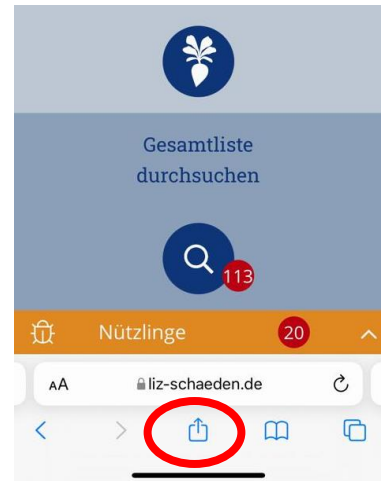 Gesamtliste
durchsuchen
113
Nützlinge 20
AA liz-schaeden.de